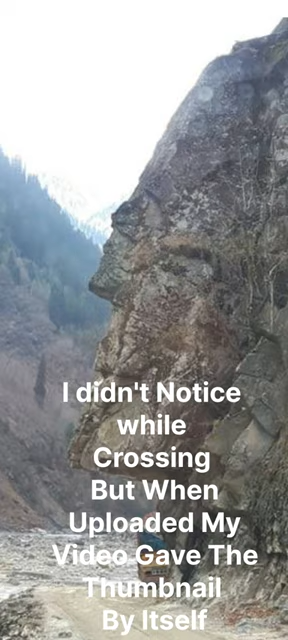 I didn't Notice
while
Crossing
But When
Uploaded My
Video Gave The
Thumbnail
By Itself